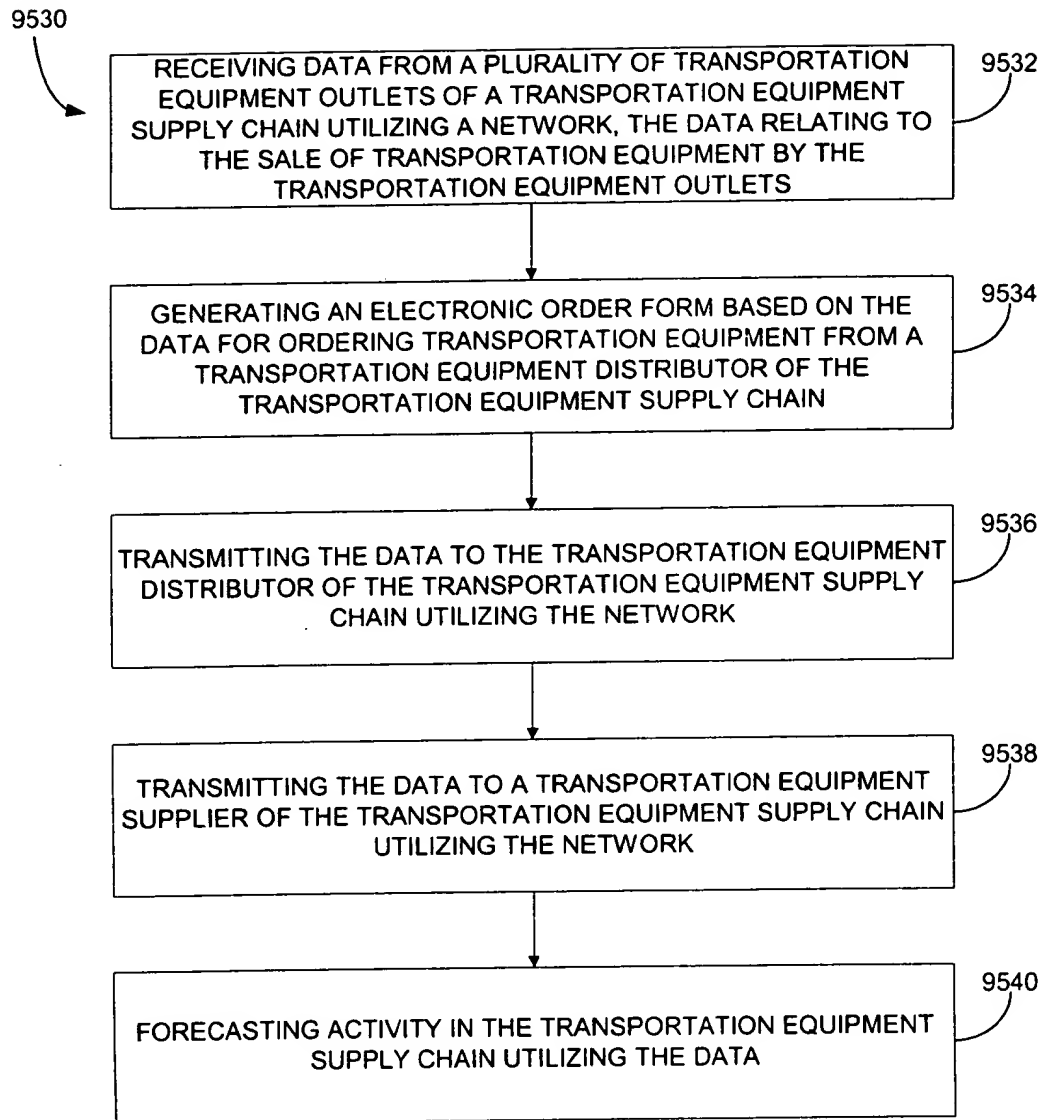 9530
RECEIVING DATA FROM A PLURALITY OF TRANSPORTATION
EQUIPMENT OUTLETS OF A TRANSPORTATION EQUIPMENT
SUPPLY CHAIN UTILIZING A NETWORK, THE DATA RELATING TO
THE SALE OF TRANSPORTATION EQUIPMENT BY THE
TRANSPORTATION EQUIPMENT OUTLETS
9532
GENERATING AN ELECTRONIC ORDER FORM BASED ON THE
DATA FOR ORDERING TRANSPORTATION EQUIPMENT FROM A
TRANSPORTATION EQUIPMENT DISTRIBUTOR OF THE
TRANSPORTATION EQUIPMENT SUPPLY CHAIN
9534
TRANSMITTING THE DATA TO THE TRANSPORTATION EQUIPMENT
DISTRIBUTOR OF THE TRANSPORTATION EQUIPMENT SUPPLY
CHAIN UTILIZING THE NETWORK
9536
TRANSMITTING THE DATA TO A TRANSPORTATION EQUIPMENT
SUPPLIER OF THE TRANSPORTATION EQUIPMENT SUPPLY CHAIN
UTILIZING THE NETWORK
9538
FORECASTING ACTIVITY IN THE TRANSPORTATION EQUIPMENT
SUPPLY CHAIN UTILIZING THE DATA
9540